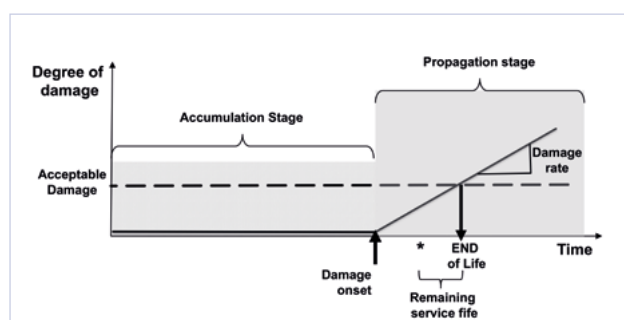 Degree of
damage
Propagation stage
Accumulation Stage
Acceptable
Damage
Damage
rate
*
END
of Life
Time
Damage
onset
Remaining
service fife